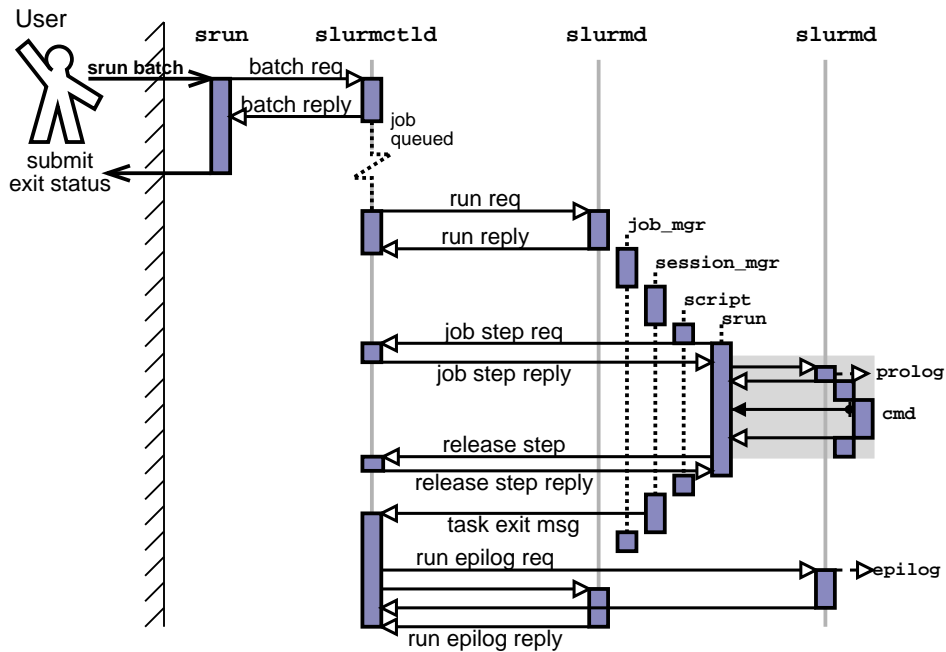 User
srun slurmctld slurmd slurmd
srun batch
batch req
batch reply
job
queued
submit
exit status
run req
run reply
job_mgr
session_mgr
script
srun
job step req
job step reply
prolog
cmd
release step
release step reply
task exit msg
run epilog req
epilog
run epilog reply